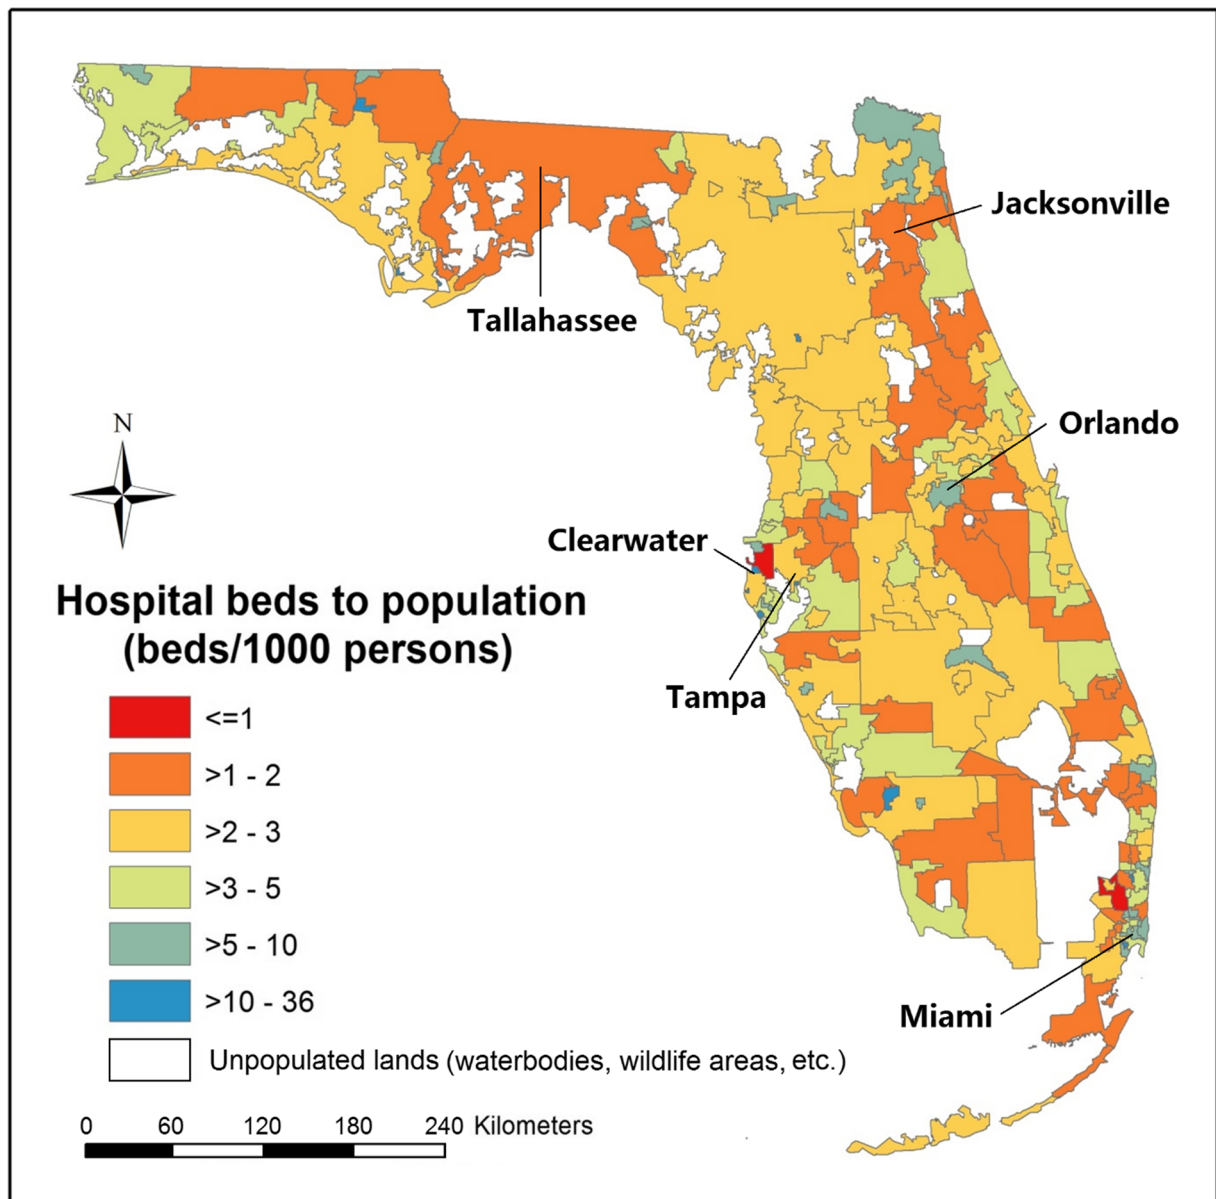 Jacksonville
Tallahassee
N
Orlando
Clearwater
Hospital beds to population
(beds/1000 persons)
Tampa
<=1
>1 - 2
>2 - 3
>3 - 5
>5 - 10
>10 - 36
Miami
Unpopulated lands (waterbodies, wildlife areas, etc.)
0 60 120 180 240 Kilometers